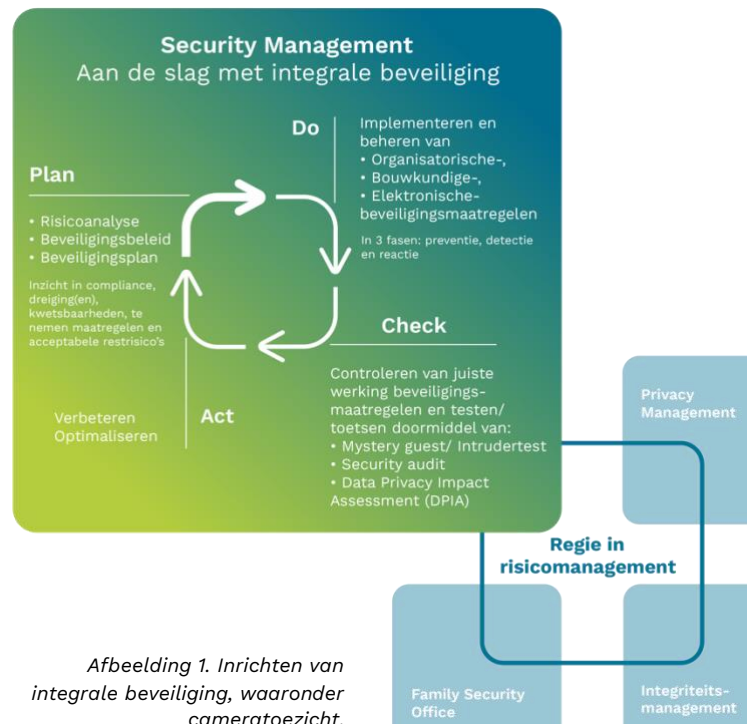 Security Management
Aan de slag met integrale beveiliging
Plan
• Risicoanalyse
• Beveiligingsbeleid
• Beveiligingsplan
Inzicht in compliance,
dreiging(en),
kwetsbaarheden, te
nemen maatregelen en
acceptabele restrisico's
Do
Implementeren en
beheren van
• Organisatorische-,
• Bouwkundige-,
• Elektronische-
beveiligingsmaatregelen
In 3 fasen: preventie, detectie
en reactie
Check
Controleren van juiste
werking beveiligings-
maatregelen en testen/
toetsen doormiddel van:
• Mystery guest/ Intrudertest
• Security audit
• Data Privacy Impact
Assessment (DPIA)
Act
Verbeteren
Optimaliseren
Privacy
Management
Regie in
risicomanagement
Family Security
Office
Integriteits-
management
Afbeelding 1. Inrichten van
integrale beveiliging, waaronder
cameratoezicht.